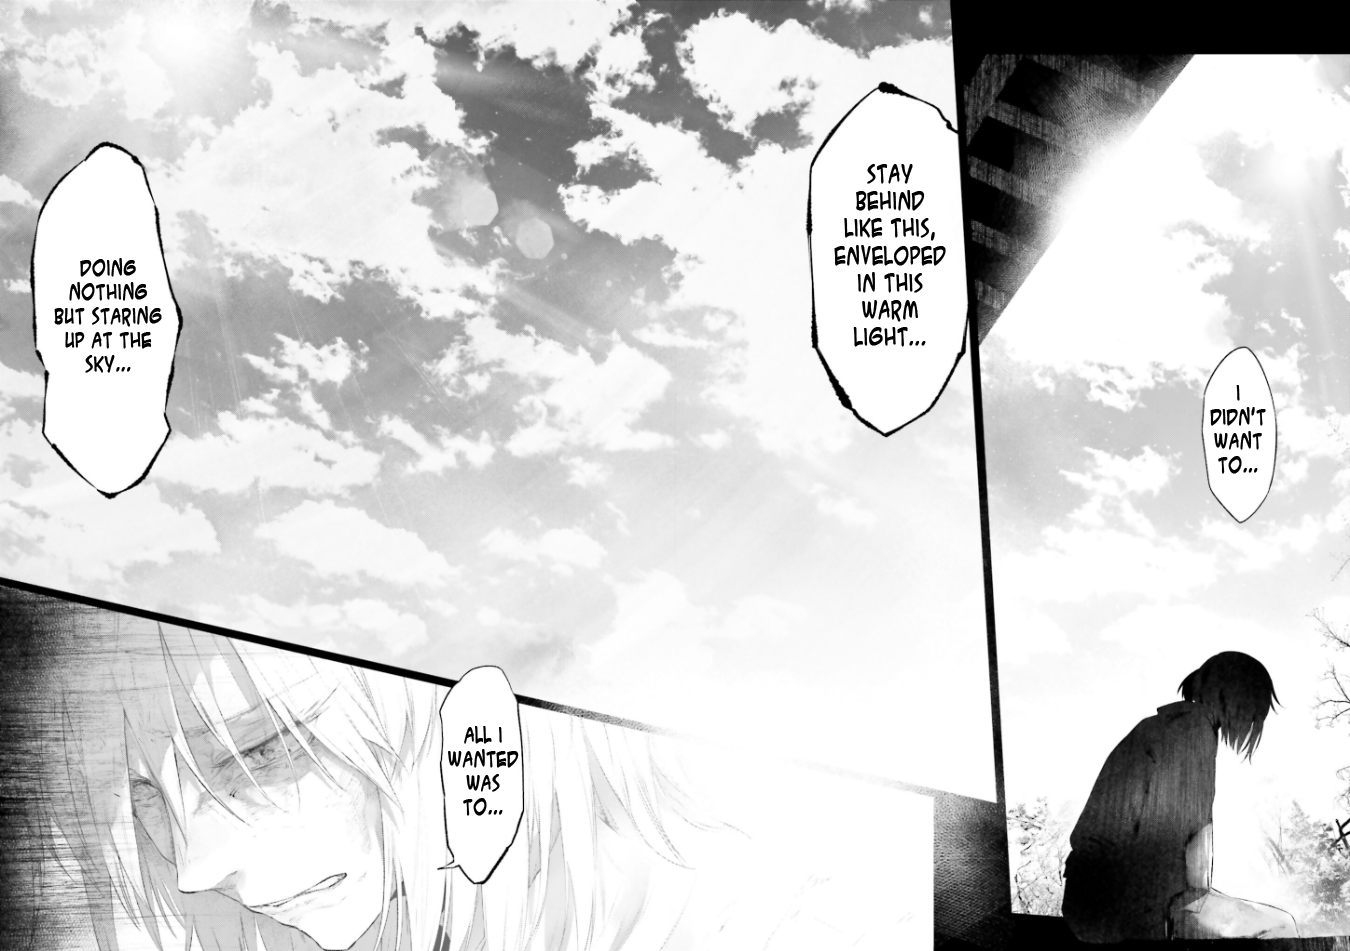 I
DIDN'T
WANT
TO...
STAY
BEHIND
LIKE THIS,
ENVELOPED
IN THIS
WARM
LIGHT...
DOING
NOTHING
BUT STARING
UP AT THE
SKY...
ALL I
WANTED
WAS
TO...